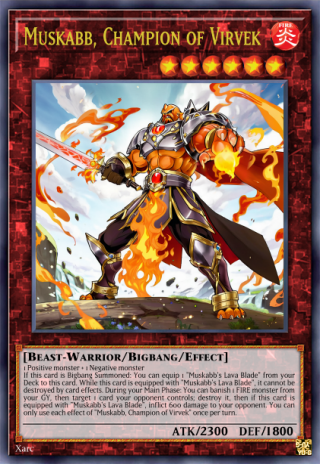 Muskabb, Champion of Virvek
FIRE
炎
[Beast-Warrior/Bigbang/Effect]
1 Positive monster + 1 Negative monster
If this card is Bigbang Summoned: You can equip 1 "Muskabb's Lava Blade" from
your Deck to this card. While this card is equipped with "Muskabb's Lava Blade", it cannot be
destroyed by card effects. During your Main Phase: You can banish 1 FIRE monster from
your GY, then target 1 card your opponent controls; destroy it, then if this card is
equipped with "Muskabb's Lava Blade", inflict 600 damage to your opponent. You can
only use each effect of "Muskabb, Champion of Virvek" once per turn.
ATK/2300 DEF/1800
Xarc